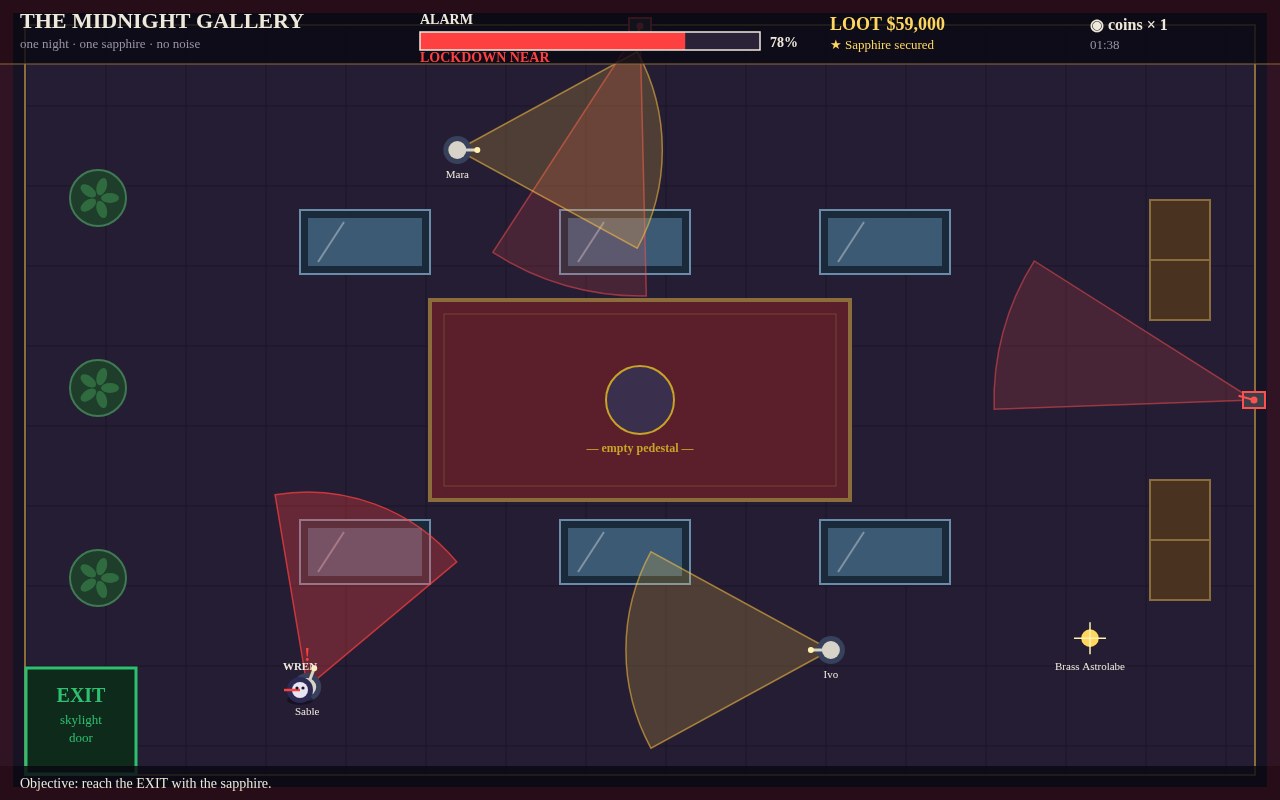 THE MIDNIGHT GALLERY
one night · one sapphire · no noise
ALARM
78%
LOCKDOWN NEAR
LOOT $59,000
★ Sapphire secured
◉ coins × 1
01:38
Mara
— empty pedestal —
!
WREN
Sable
Ivo
Brass Astrolabe
EXIT
skylight
door
Objective: reach the EXIT with the sapphire.